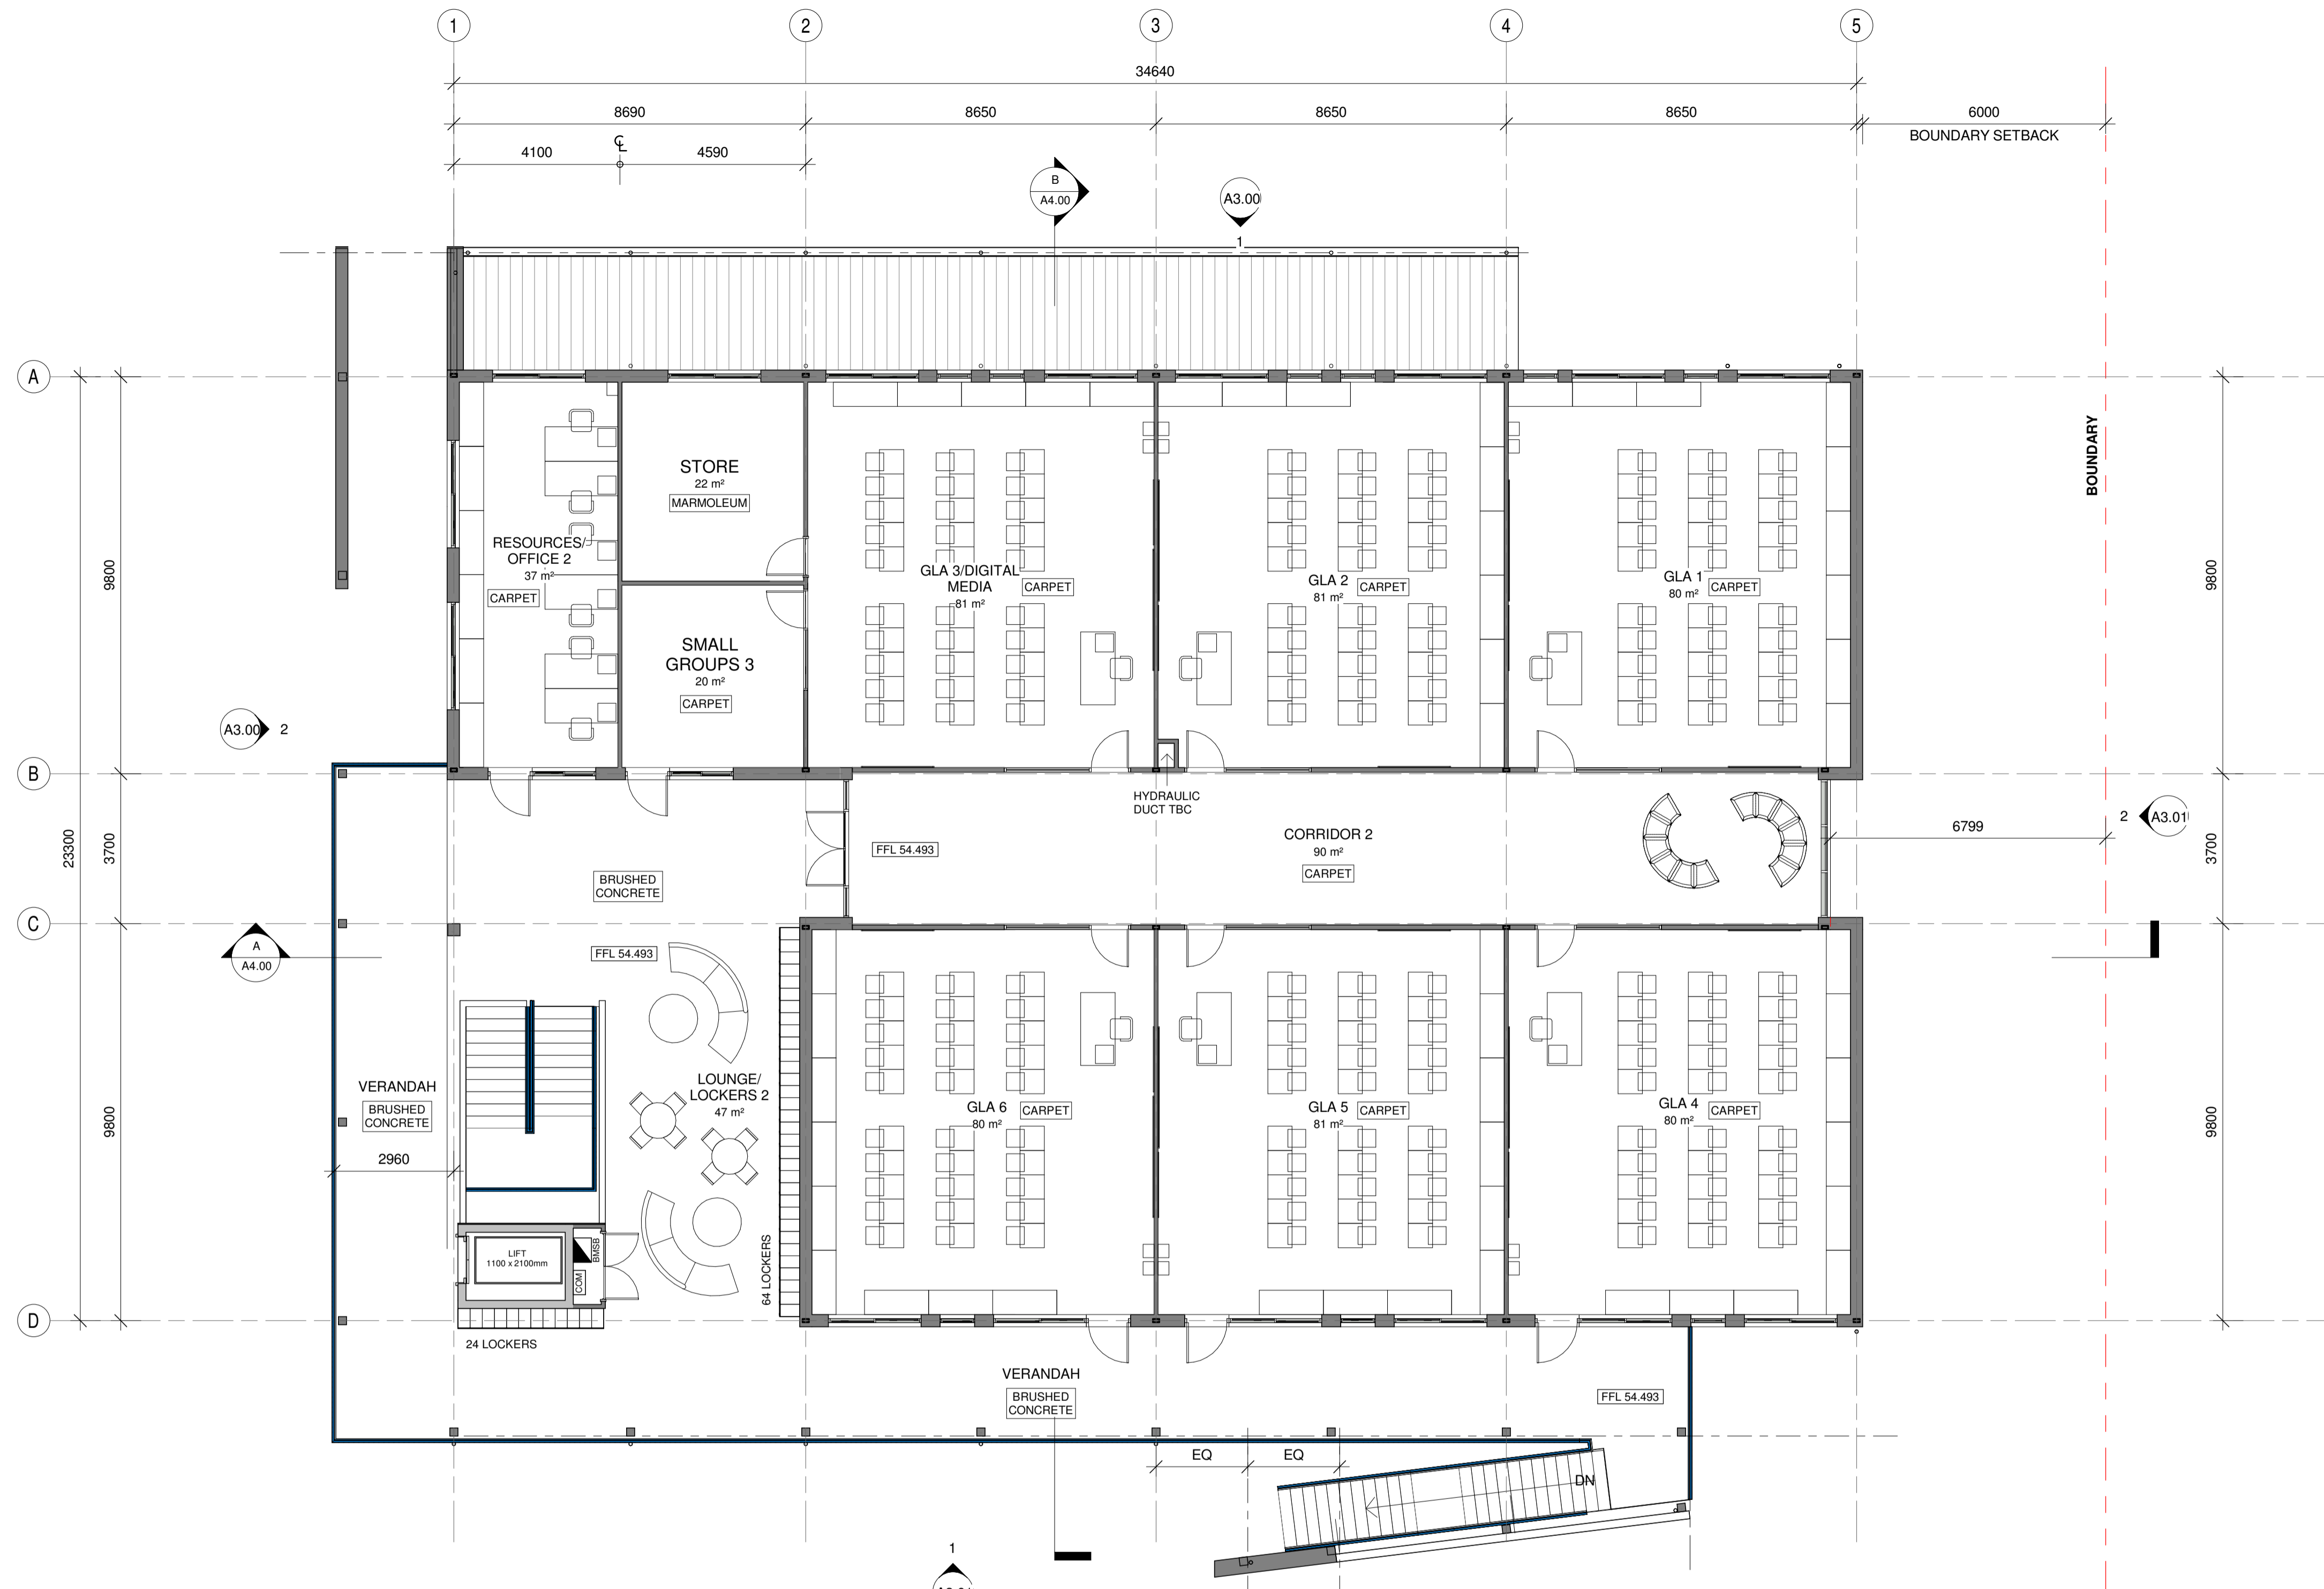 1
2
3
4
5
34640
8690
8650
8650
8650
6000
BOUNDARY SETBACK
4100
℄
4590
B
A4.00
A3.00
1
A
BOUNDARY
STORE
22 m²
MARMOLEUM
RESOURCES/
OFFICE 2
37 m²
CARPET
GLA 3/DIGITAL
MEDIA
81 m²
CARPET
GLA 2
81 m²
CARPET
GLA 1
80 m²
CARPET
9800
9800
9800
SMALL
GROUPS 3
20 m²
CARPET
A3.00
2
B
HYDRAULIC
DUCT TBC
23300
3700
FFL 54.493
CORRIDOR 2
90 m²
CARPET
6799
2
A3.01
3700
BRUSHED
CONCRETE
C
A
A4.00
FFL 54.493
VERANDAH
BRUSHED
CONCRETE
2960
LOUNGE/
LOCKERS 2
47 m²
GLA 6
80 m²
CARPET
GLA 5
81 m²
CARPET
GLA 4
80 m²
CARPET
9800
LIFT
1100 x 2100mm
BMSB
COM
64 LOCKERS
D
24 LOCKERS
VERANDAH
BRUSHED
CONCRETE
FFL 54.493
EQ
EQ
DN
1